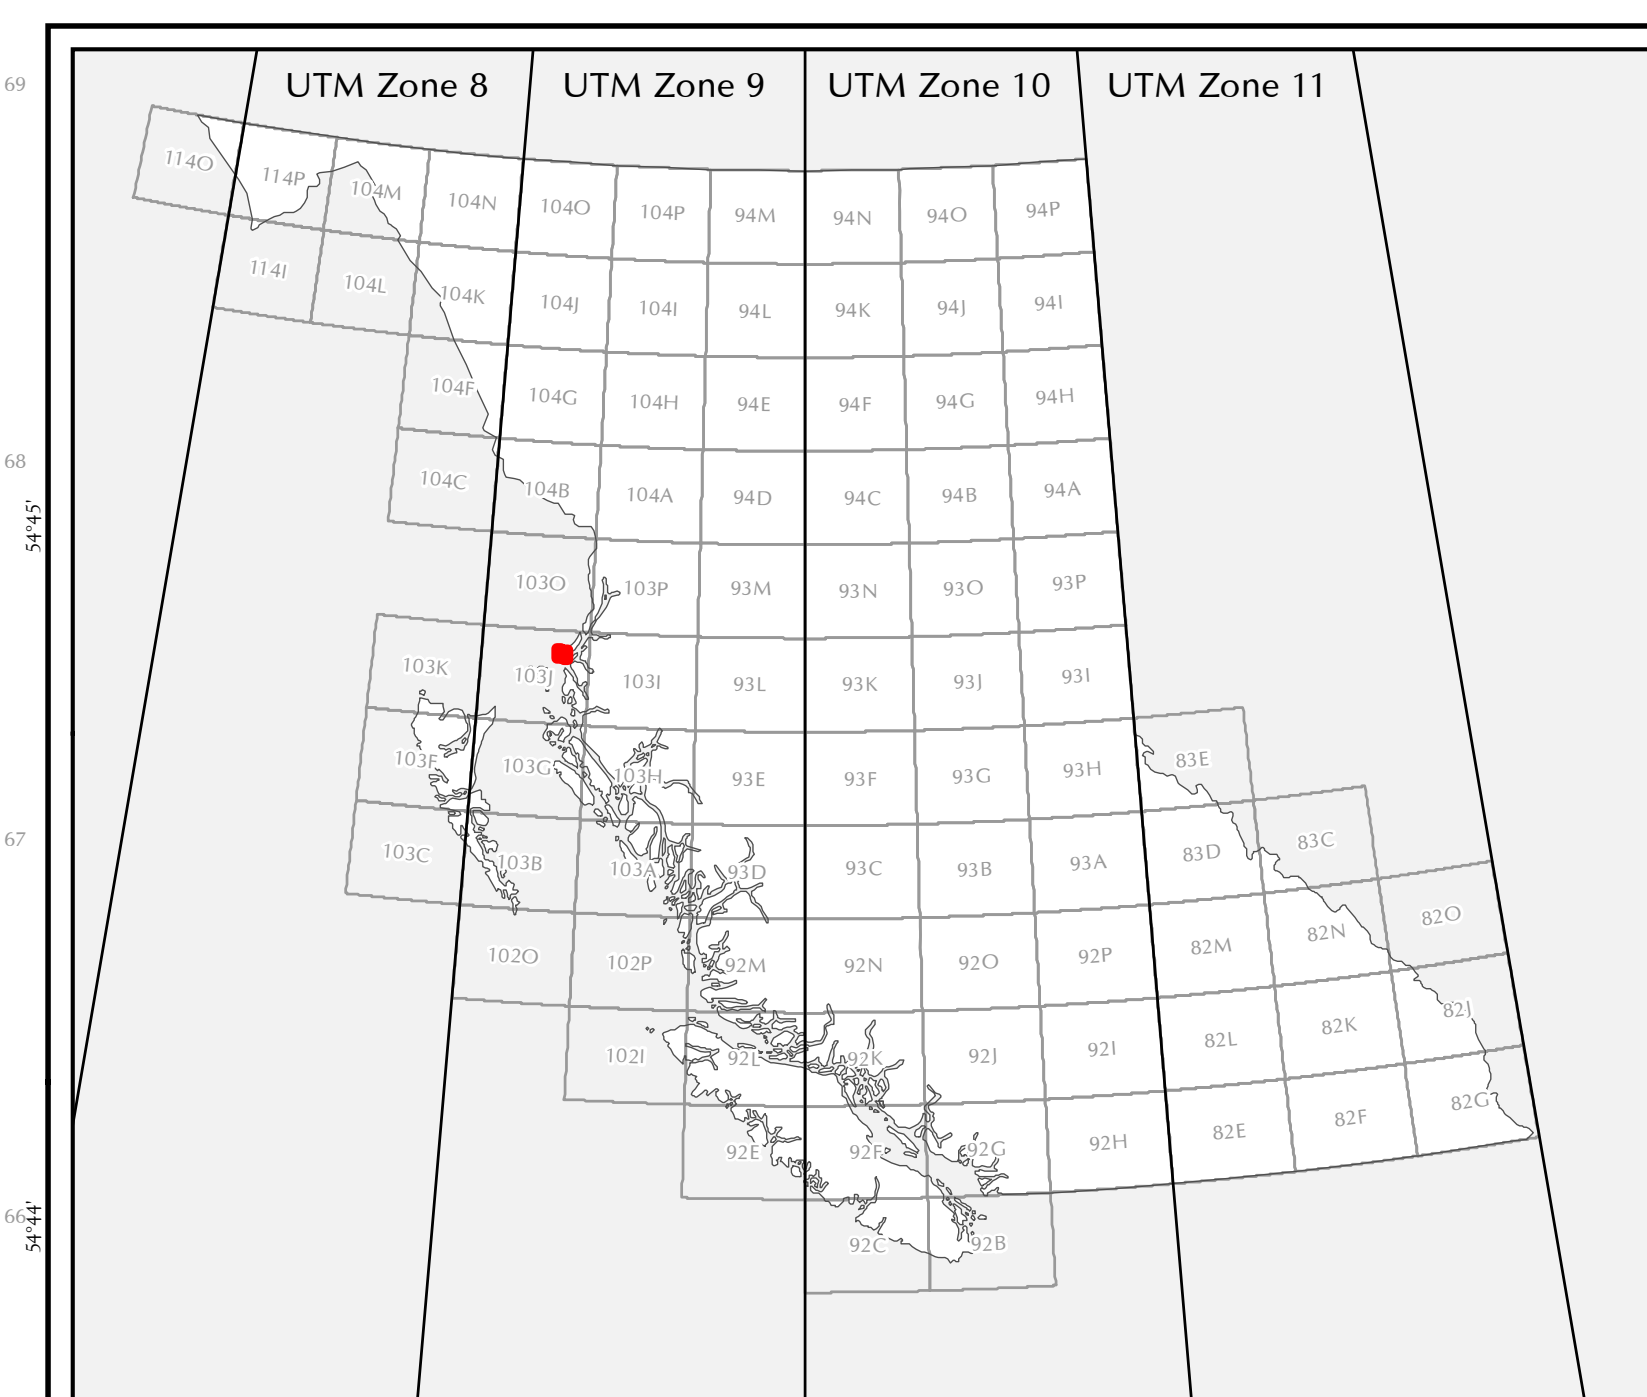 69
UTM Zone 8 UTM Zone 9 UTM Zone 10 UTM Zone 11
114O 114P 104M 104N 104O 104P 94M 94N 94O 94P
114I 104L 104K 104J 104I 94L 94K 94J 94I
104F 104G 104H 94E 94F 94G 94H
68
104C 104B 104A 94D 94C 94B 94A
54°45'
103O 103P 93M 93N 93O 93P
103K 103J 103I 93L 93K 93J 93I
103F 103G 103H 93E 93F 93G 93H 83E
67
103C 103B 103A 93D 93C 93B 93A 83D 83C
102O 102P 92M 92N 92O 92P 82M 82N 82O
102I 92L 92K 92J 92I 82L 82K 82J
92E 92F 92G 92H 82E 82F 82G
66
54°44'
92C 92B